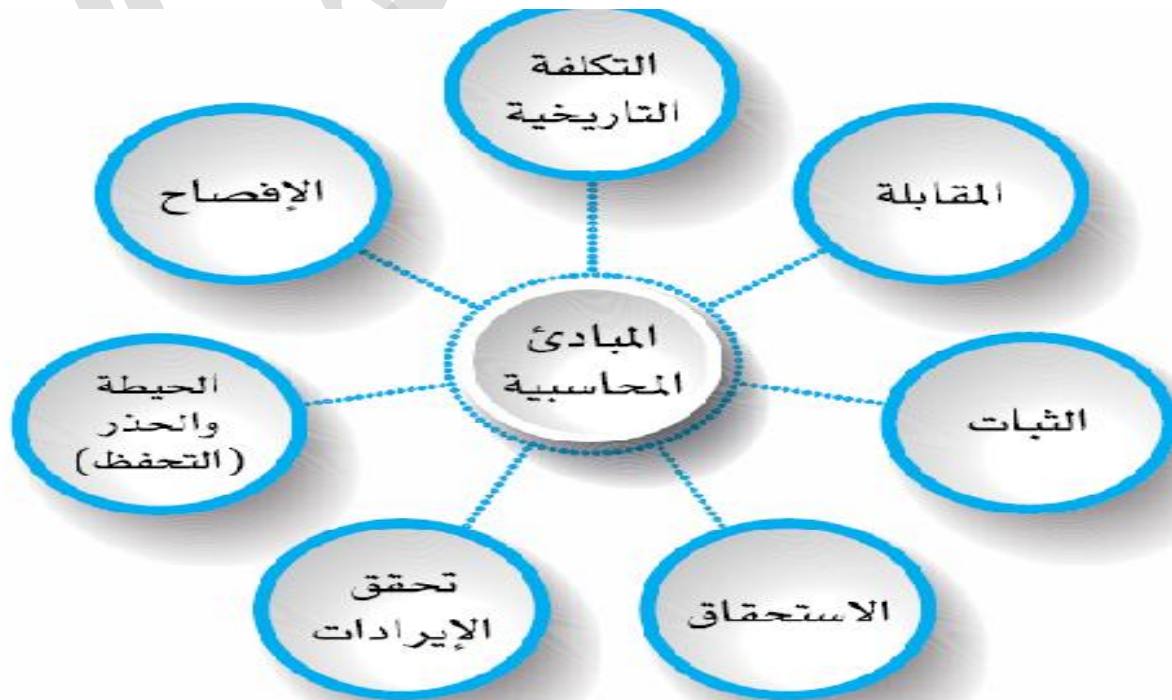 التكلفة
التاريخية
المقابلة
الثبات
الاستحقاق
تحقق
الإيرادات
الحيطة
والحذر
(التحفظ)
الإفصاح
المبادئ
المحاسبية